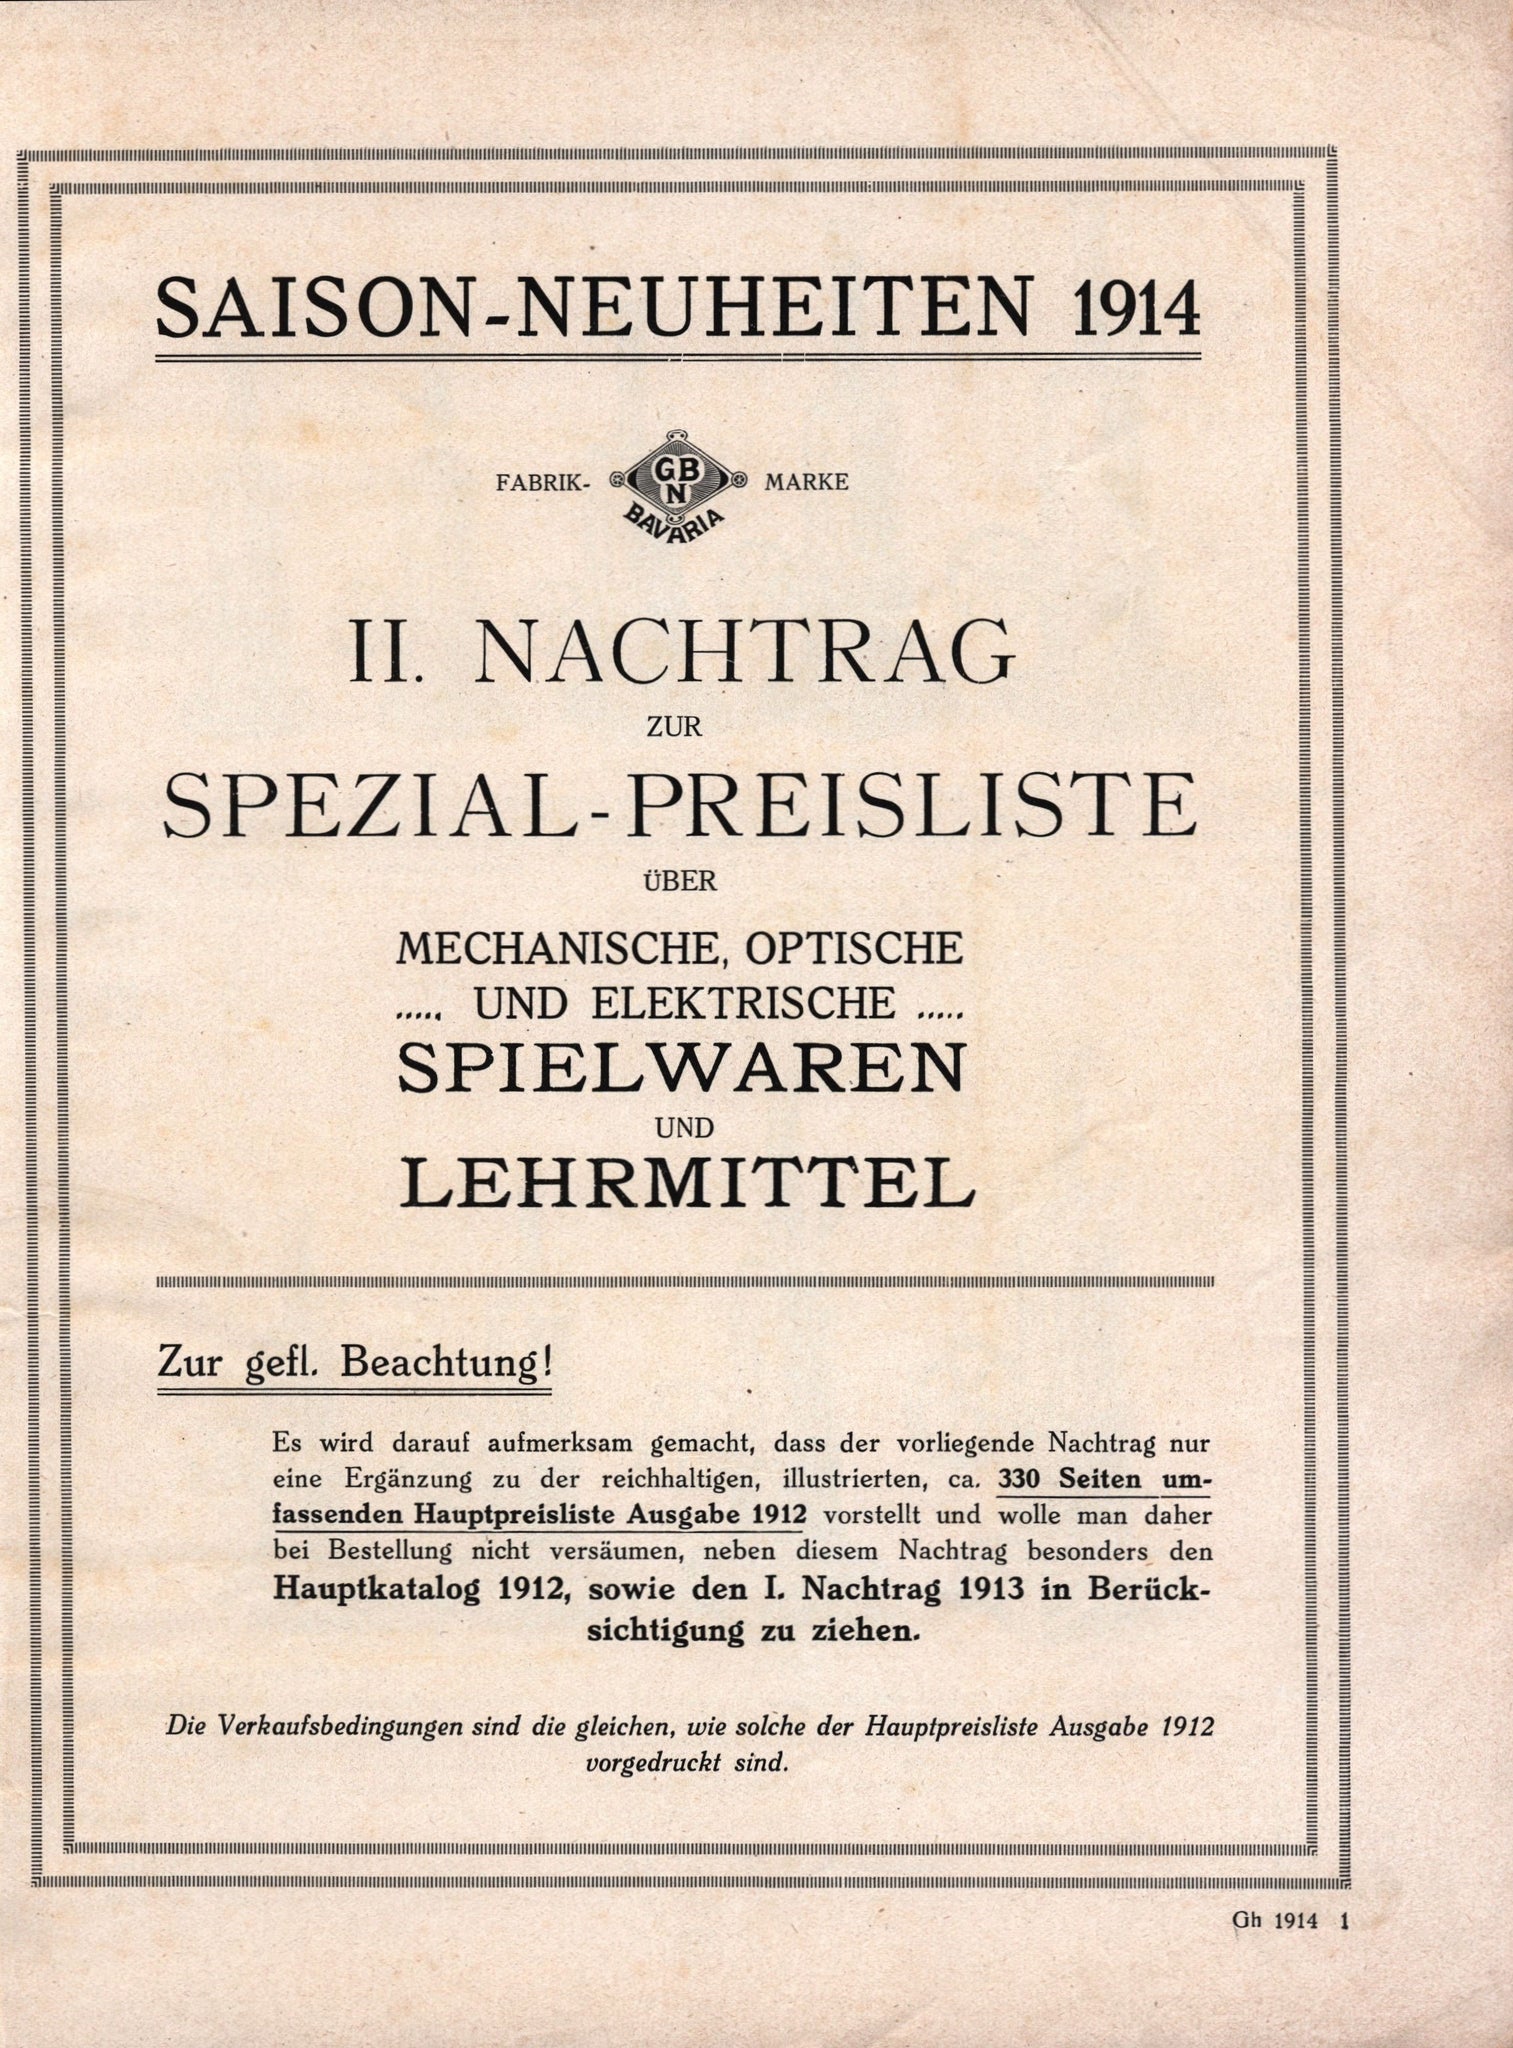 SAISON-NEUHEITEN 1914
FABRIK- GBN BAVARIA MARKE
II. NACHTRAG
ZUR
SPEZIAL-PREISLISTE
ÜBER
MECHANISCHE, OPTISCHE
..... UND ELEKTRISCHE .....
SPIELWAREN
UND
LEHRMITTEL
Zur gefl. Beachtung!
Es wird darauf aufmerksam gemacht, dass der vorliegende Nachtrag nur
eine Ergänzung zu der reichhaltigen, illustrierten, ca. 330 Seiten um-
fassenden Hauptpreisliste Ausgabe 1912 vorstellt und wolle man daher
bei Bestellung nicht versäumen, neben diesem Nachtrag besonders den
Hauptkatalog 1912, sowie den I. Nachtrag 1913 in Berück-
sichtigung zu ziehen.
Die Verkaufsbedingungen sind die gleichen, wie solche der Hauptpreisliste Ausgabe 1912
vorgedruckt sind.
Gh 1914 1